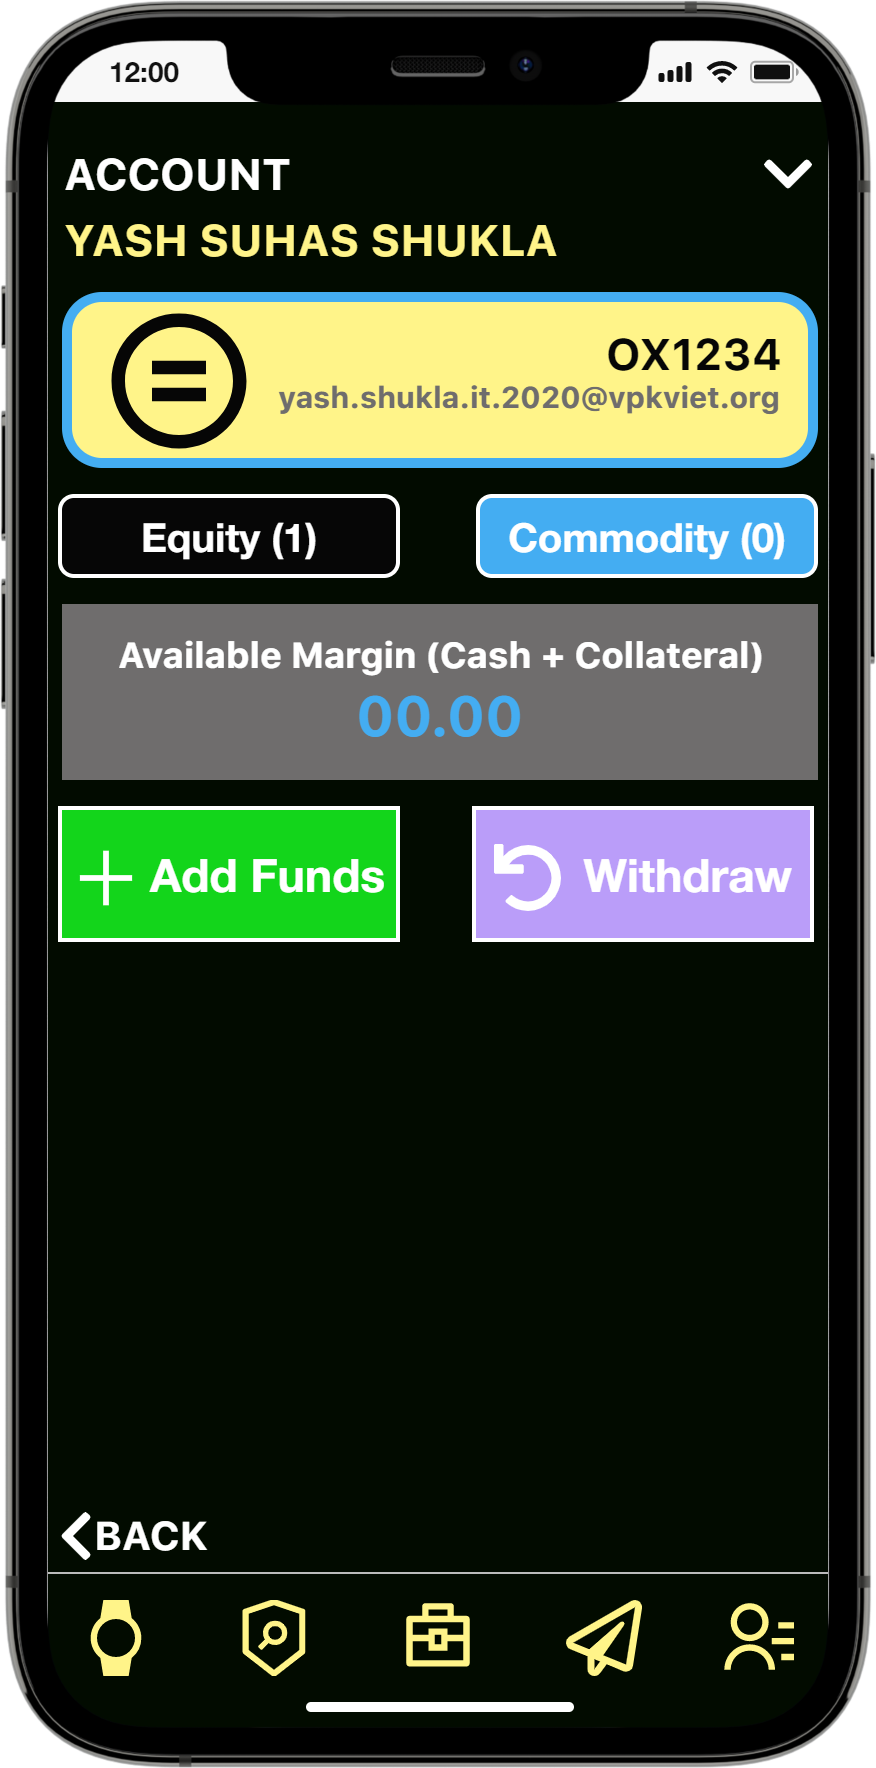 12:00
ACCOUNT
YASH SUHAS SHUKLA
OX1234
yash.shukla.it.2020@vpkviet.org
Equity (1)
Commodity (0)
Available Margin (Cash + Collateral)
00.00
Add Funds
Withdraw
BACK